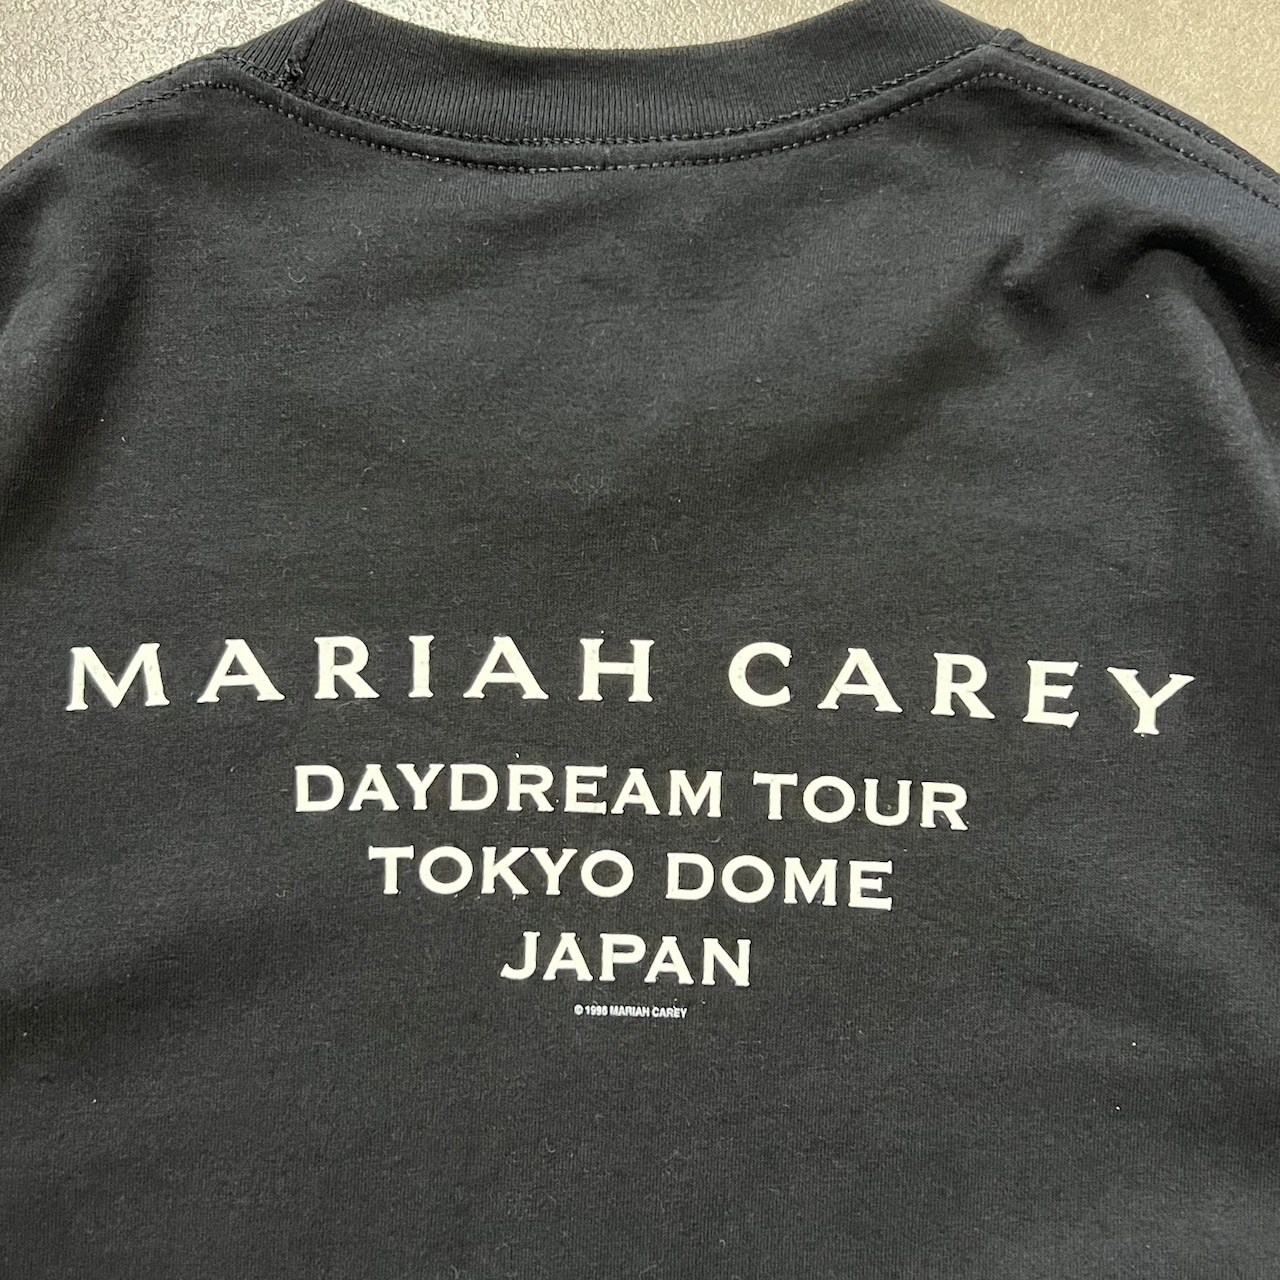 MARIAH CAREY
DAYDREAM TOUR
TOKYO DOME
JAPAN
© 1996 MARIAH CAREY